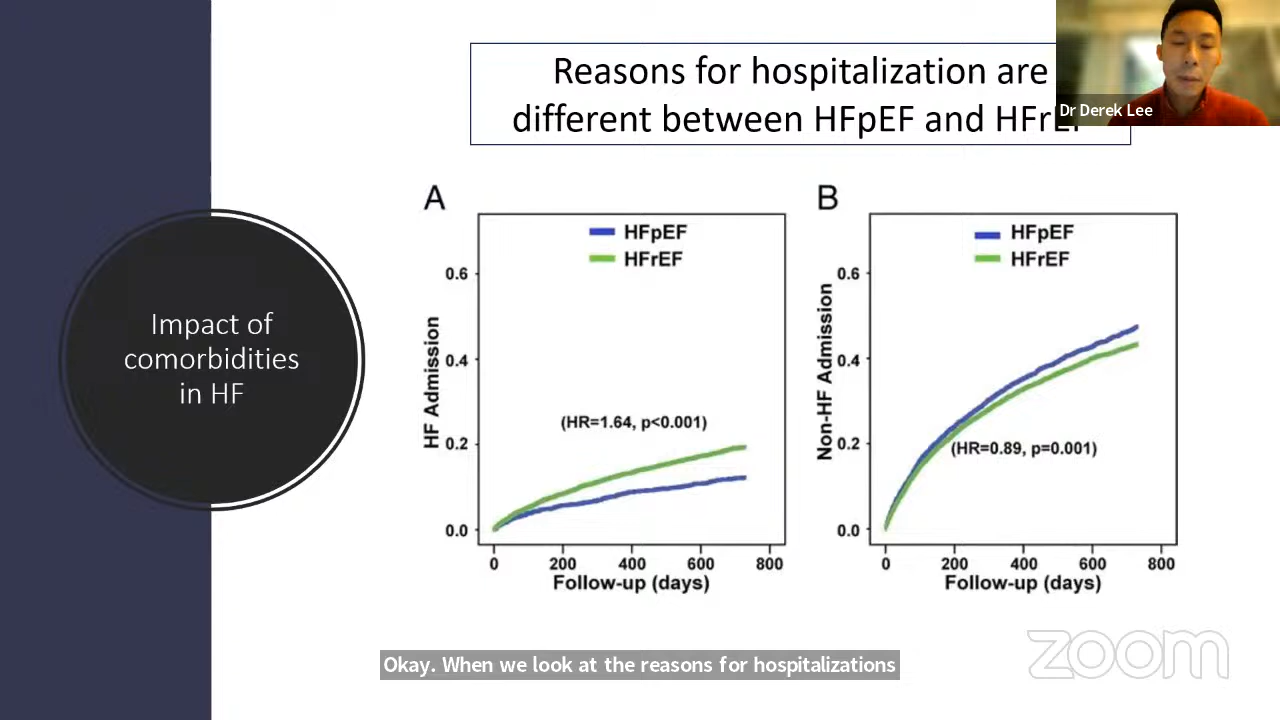 Reasons for hospitalization are
different between HFpEF and HFrEF
Dr Derek Lee
Impact of
comorbidities
in HF
A
HFpEF
HFrEF
HF Admission
0.6
0.4
0.2
0.0
(HR=1.64, p<0.001)
0 200 400 600 800
Follow-up (days)
B
HFpEF
HFrEF
Non-HF Admission
0.6
0.4
0.2
0.0
(HR=0.89, p=0.001)
0 200 400 600 800
Follow-up (days)
Okay. When we look at the reasons for hospitalizations
zoom